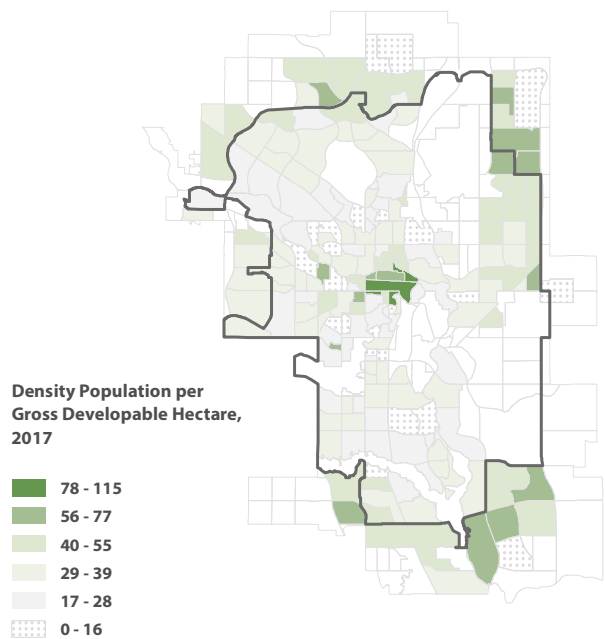 Density Population per
Gross Developable Hectare,
2017
78 - 115
56 - 77
40 - 55
29 - 39
17 - 28
0 - 16